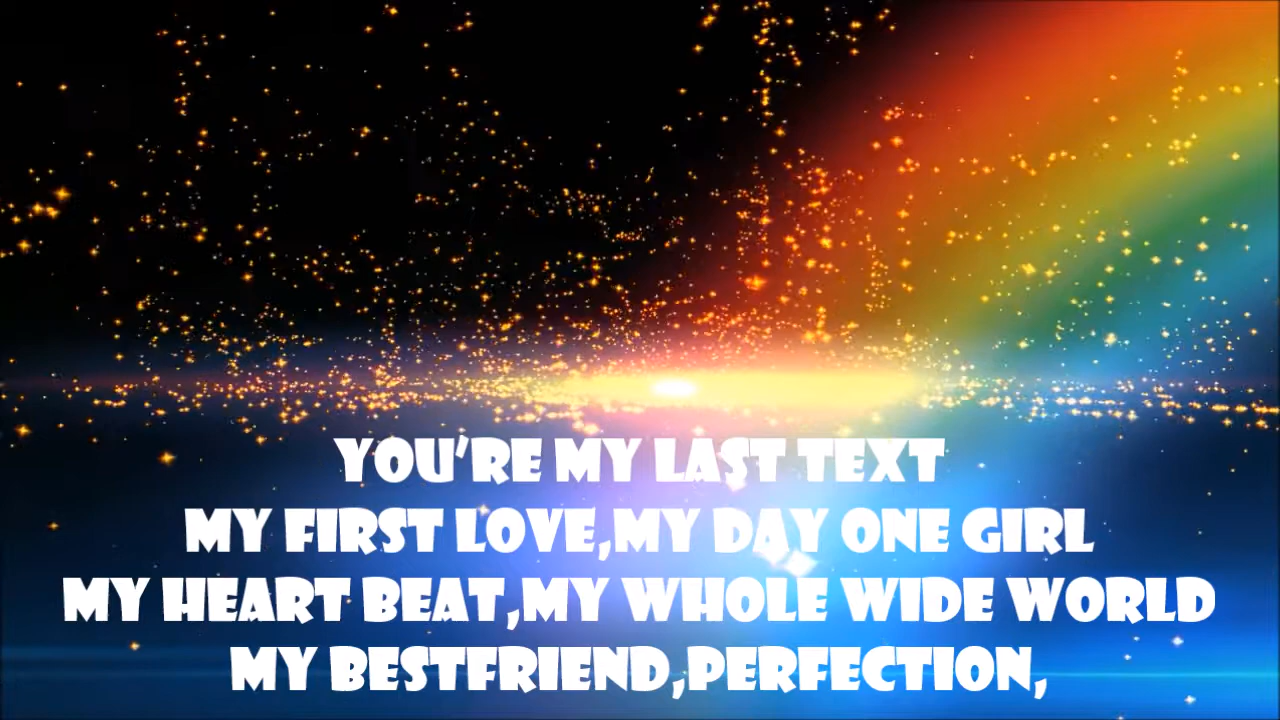 YOU'RE MY LAST TEXT
MY FIRST LOVE,MY DAY ONE GIRL
MY HEART BEAT,MY WHOLE WIDE WORLD
MY BESTFRIEND,PERFECTION,